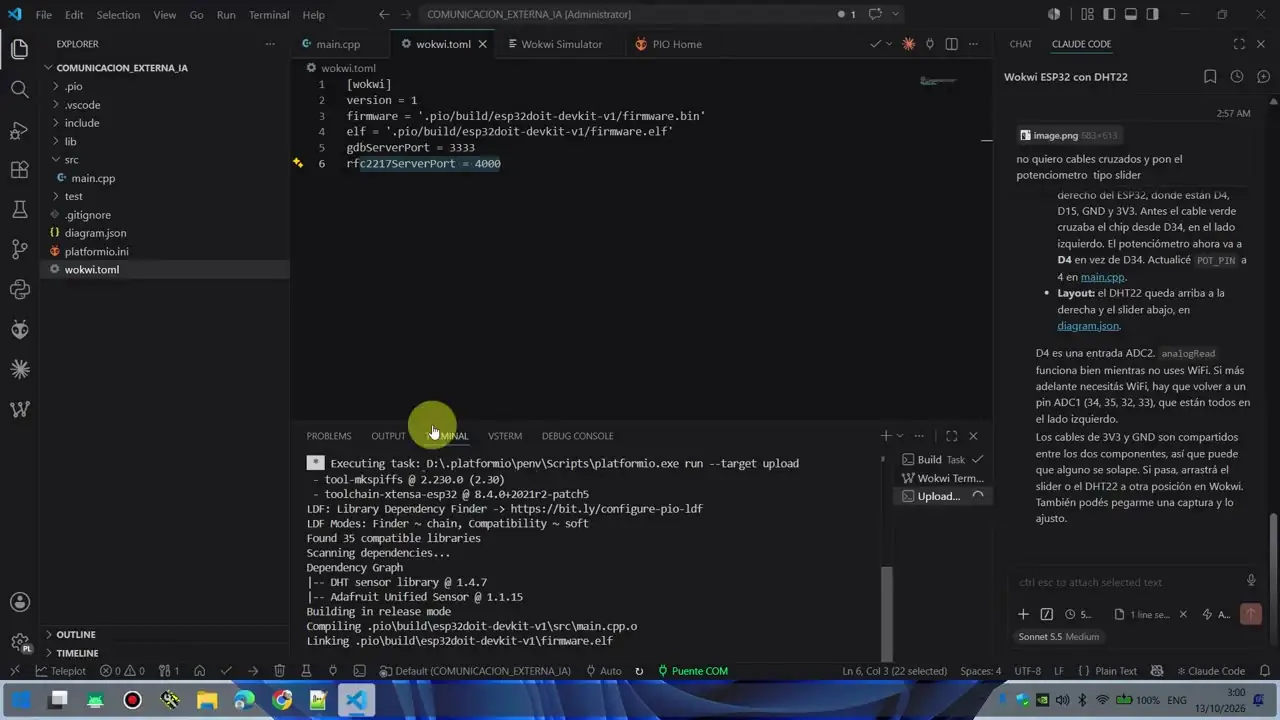 File Edit Selection View Go Run Terminal Help
COMUNICACION_EXTERNA_IA [Administrator]
1
EXPLORER
COMUNICACION_EXTERNA_IA
.pio
.vscode
include
lib
src
main.cpp
test
.gitignore
diagram.json
platformio.ini
wokwi.toml
OUTLINE
TIMELINE
main.cpp
wokwi.toml
Wokwi Simulator
PIO Home
wokwi.toml
1 [wokwi]
2 version = 1
3 firmware = '.pio/build/esp32doit-devkit-v1/firmware.bin'
4 elf = '.pio/build/esp32doit-devkit-v1/firmware.elf'
5 gdbServerPort = 3333
6 rfc2217ServerPort = 4000
PROBLEMS OUTPUT TERMINAL VSTERM DEBUG CONSOLE
* Executing task: D:\.platformio\penv\Scripts\platformio.exe run --target upload
- tool-mkspiffs @ 2.230.0 (2.30)
- toolchain-xtensa-esp32 @ 8.4.0+2021r2-patch5
LDF: Library Dependency Finder -> https://bit.ly/configure-pio-ldf
LDF Modes: Finder ~ chain, Compatibility ~ soft
Found 35 compatible libraries
Scanning dependencies...
Dependency Graph
|-- DHT sensor library @ 1.4.7
|-- Adafruit Unified Sensor @ 1.1.15
Building in release mode
Compiling .pio\build\esp32doit-devkit-v1\src\main.cpp.o
Linking .pio\build\esp32doit-devkit-v1\firmware.elf
Build Task
Wokwi Term...
Upload...
CHAT CLAUDE CODE
Wokwi ESP32 con DHT22
2:57 AM
image.png 583×613
no quiero cables cruzados y pon el
potenciometro tipo slider
derecho del ESP32, donde están D4,
D15, GND y 3V3. Antes el cable verde
cruzaba el chip desde D34, en el lado
izquierdo. El potenciómetro ahora va a
D4 en vez de D34. Actualicé POT_PIN a
4 en main.cpp.
• Layout: el DHT22 queda arriba a la
derecha y el slider abajo, en
diagram.json.
D4 es una entrada ADC2. analogRead
funciona bien mientras no uses WiFi. Si más
adelante necesitás WiFi, hay que volver a un
pin ADC1 (34, 35, 32, 33), que están todos en
el lado izquierdo.
Los cables de 3V3 y GND son compartidos
entre los dos componentes, así que puede
que alguno se solape. Si pasa, arrastrá el
slider o el DHT22 a otra posición en Wokwi.
También podés pegarme una captura y lo
ajusto.
ctrl esc to attach selected text
5... 1 line se... A...
Sonnet 5.5 Medium
PL
Teleplot 0 0 1 Default (COMUNICACION_EXTERNA_IA) Auto Puente COM Ln 6, Col 3 (22 selected) Spaces: 4 UTF-8 LF Plain Text Claude Code
100% ENG 3:00
13/10/2026